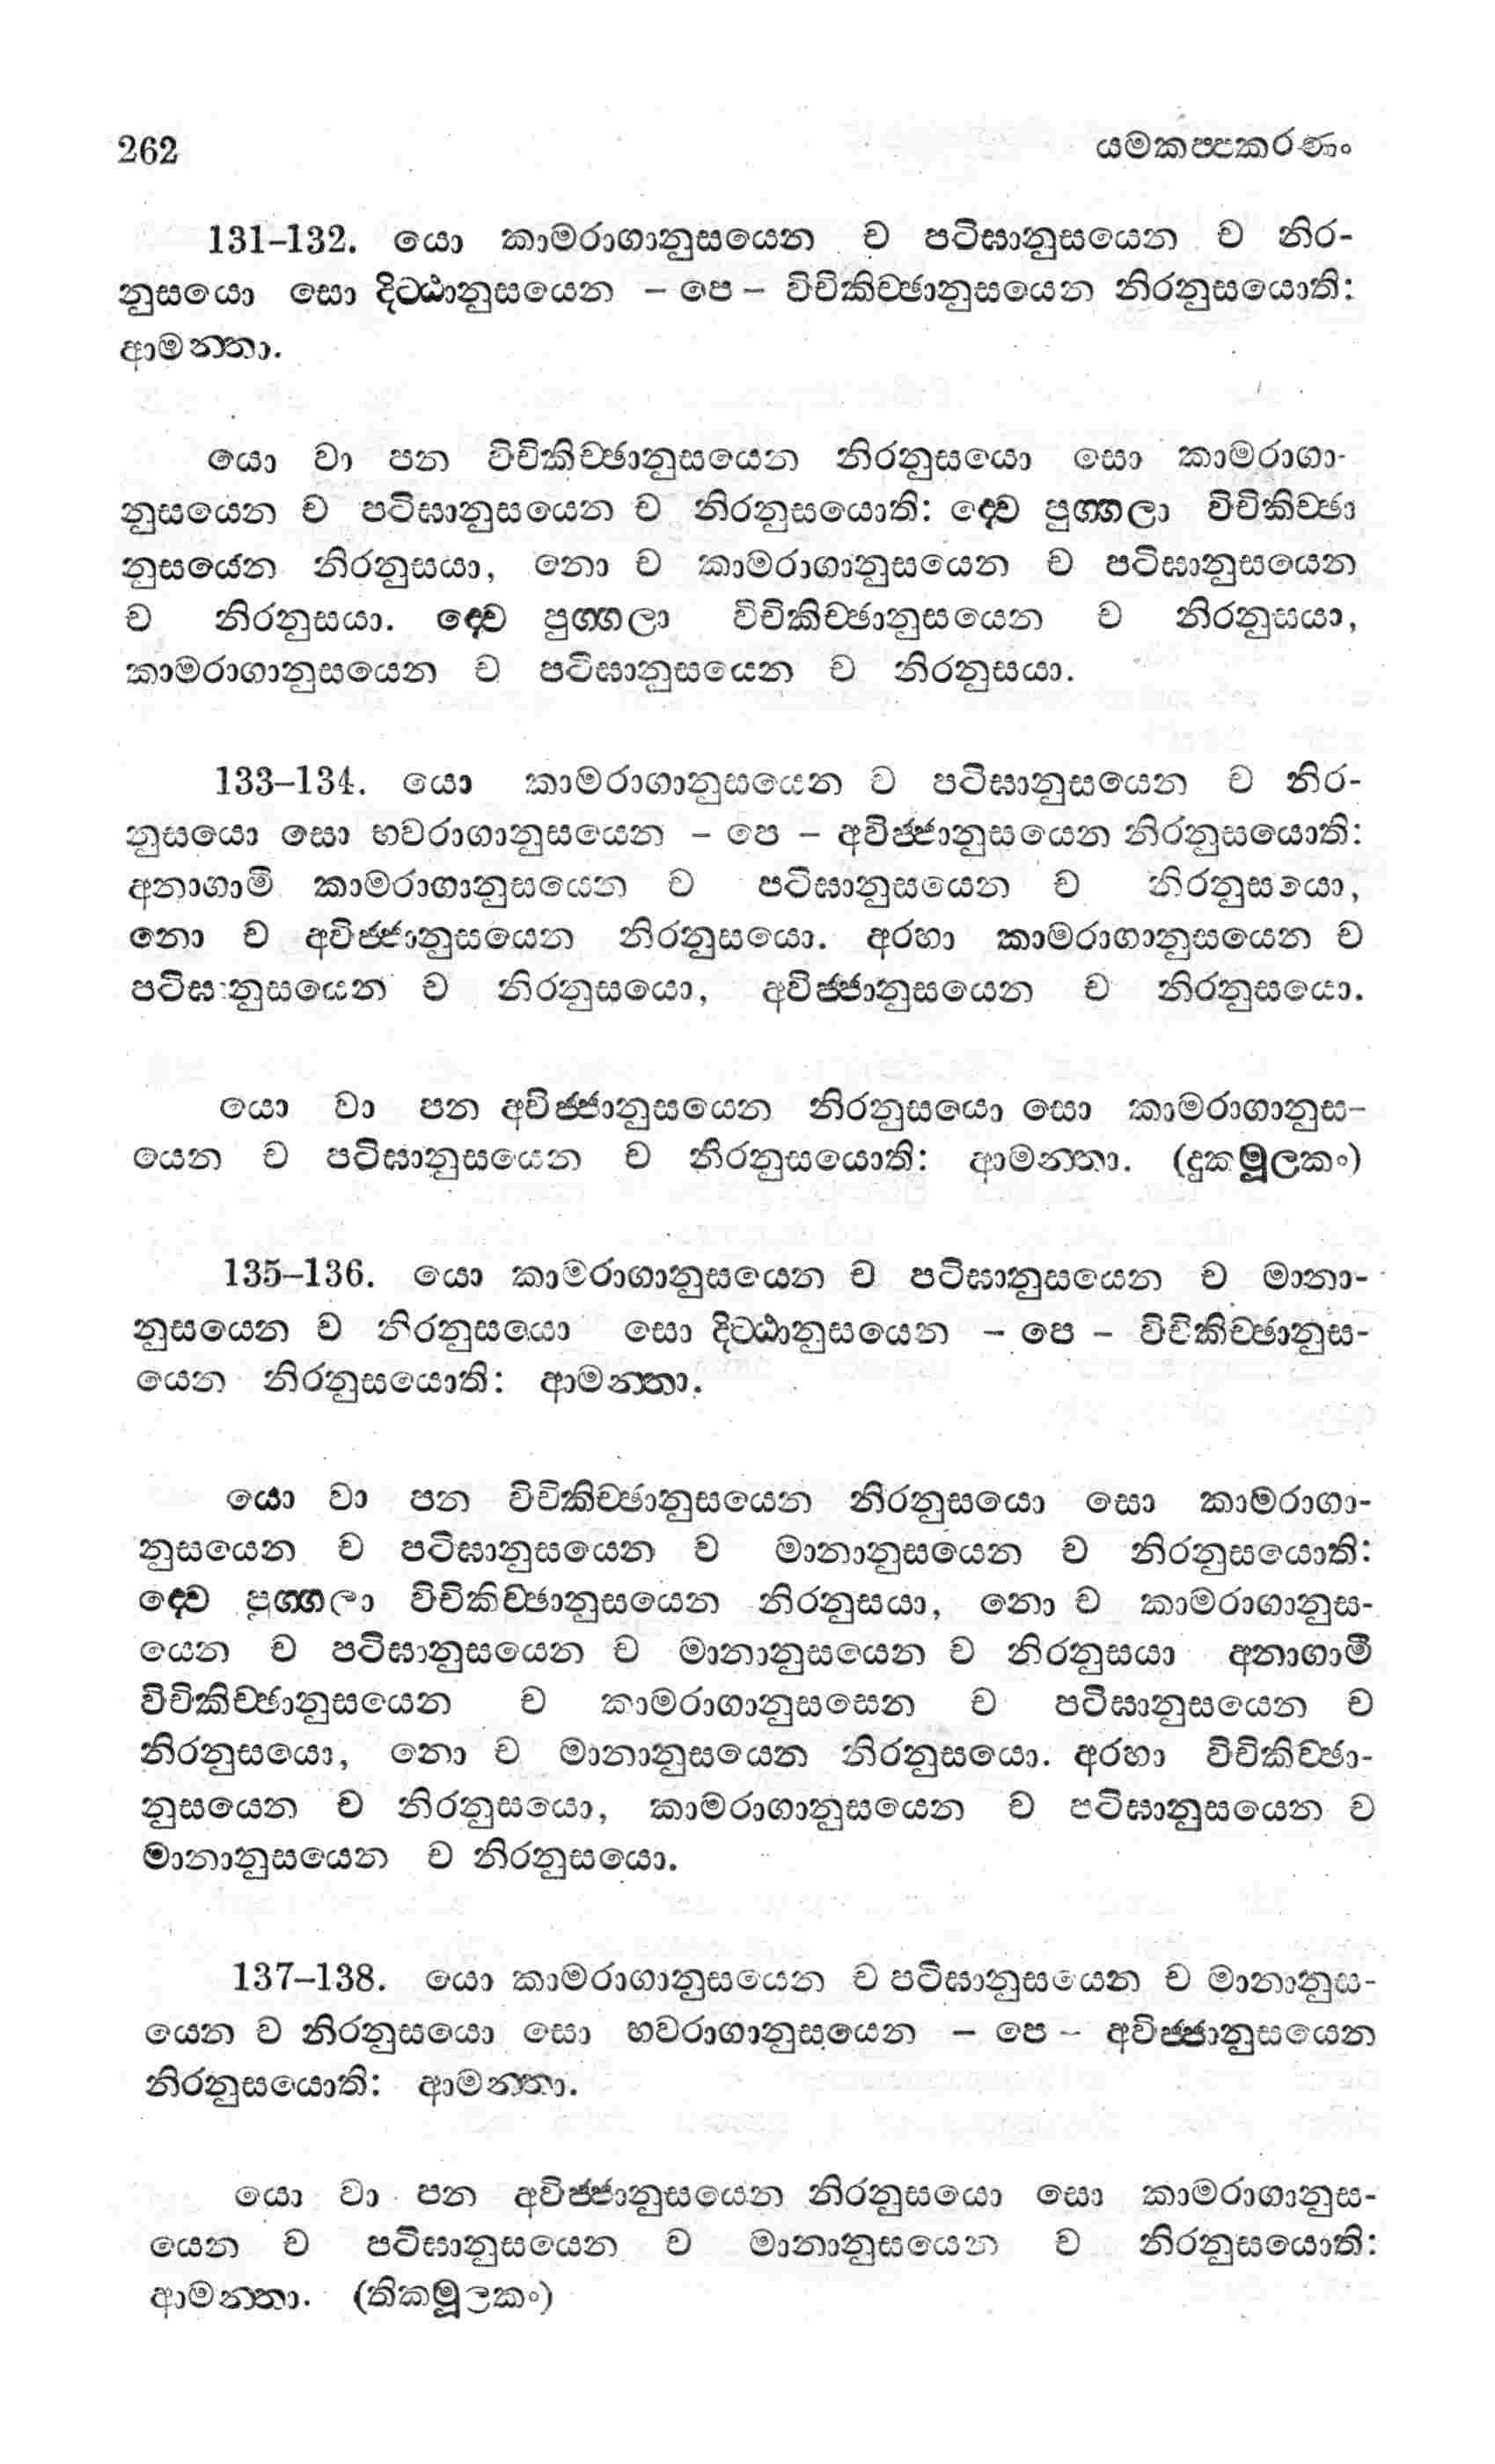 262 යමකප්පකරණං
131–132. යො කාමරාගානුසයෙන ච පටිඝානුසයෙන ච නිර-
නුසයො සො දිට්ඨානුසයෙන – පෙ – විචිකිච්ඡානුසයෙන නිරනුසයොති:
ආමන්තා.
යො වා පන විචිකිච්ඡානුසයෙන නිරනුසයො සො කාමරාගා-
නුසයෙන ච පටිඝානුසයෙන ච නිරනුසයොති: ද්වෙ පුග්ගලා විචිකිච්ඡා
නුසයේන නිරනුසයා, නො ච කාමරාගානුසයෙන ච පටිඝානුසයෙන
ච නිරනුසයා. ද්වෙ පුග්ගලා විචිකිච්ඡානුසයෙන ච නිරනුසයා,
කාමරාගානුසයෙන ච පටිඝානුසයෙන ච නිරනුසයා.
133–134. යො කාමරාගානුසයෙන ච පටිඝානුසයෙන ච නිර-
නුසයො සො භවරාගානුසයෙන – පෙ – අවිජ්ජානුසයෙන නිරනුසයොති:
අනාගාමි කාමරාගානුසයෙන ච පටිඝානුසයෙන ච නිරනුසයො,
නො ච අවිජ්ජානුසයෙන නිරනුසයො. අරහා කාමරාගානුසයෙන ච
පටිඝානුසයෙන ච නිරනුසයො, අවිජ්ජානුසයෙන ච නිරනුසයො.
යො වා පන අවිජ්ජානුසයෙන නිරනුසයො සො කාමරාගානුස-
යෙන ච පටිඝානුසයෙන ච නිරනුසයොති: ආමන්තා. (දුකමූලකං)
135–136. යො කාමරාගානුසයෙන ච පටිඝානුසයෙන ච මානා-
නුසයෙන ච නිරනුසයො සො දිට්ඨානුසයෙන – පෙ – විචිකිච්ඡානුස-
යෙන නිරනුසයොති: ආමන්තා.
යො වා පන විචිකිච්ඡානුසයෙන නිරනුසයො සො කාමරාගා-
නුසයෙන ච පටිඝානුසයෙන ච මානානුසයෙන ච නිරනුසයොති:
ද්වෙ පුග්ගලා විචිකිච්ඡානුසයෙන නිරනුසයා, නො ච කාමරාගානුස-
යෙන ච පටිඝානුසයෙන ච මානානුසයෙන ච නිරනුසයා අනාගාමී
විචිකිච්ඡානුසයෙන ච කාමරාගානුසසෙන ච පටිඝානුසයෙන ච
නිරනුසයො, නො ච මානානුසයෙන නිරනුසයො. අරහා විචිකිච්ඡා-
නුසයෙන ච නිරනුසයො, කාමරාගානුසයෙන ච පටිඝානුසයෙන ච
මානානුසයෙන ච නිරනුසයො.
137–138. යො කාමරාගානුසයෙන ච පටිඝානුසයෙන ච මානානුස-
යෙන ච නිරනුසයො සො භවරාගානුසයෙන – පෙ – අවිජ්ජානුසයෙන
නිරනුසයොති: ආමන්තා.
යො වා පන අවිජ්ජානුසයෙන නිරනුසයො සො කාමරාගානුස-
යෙන ච පටිඝානුසයෙන ච මානානුසයෙන ච නිරනුසයොති:
ආමන්තා. (තිකමූලකං)